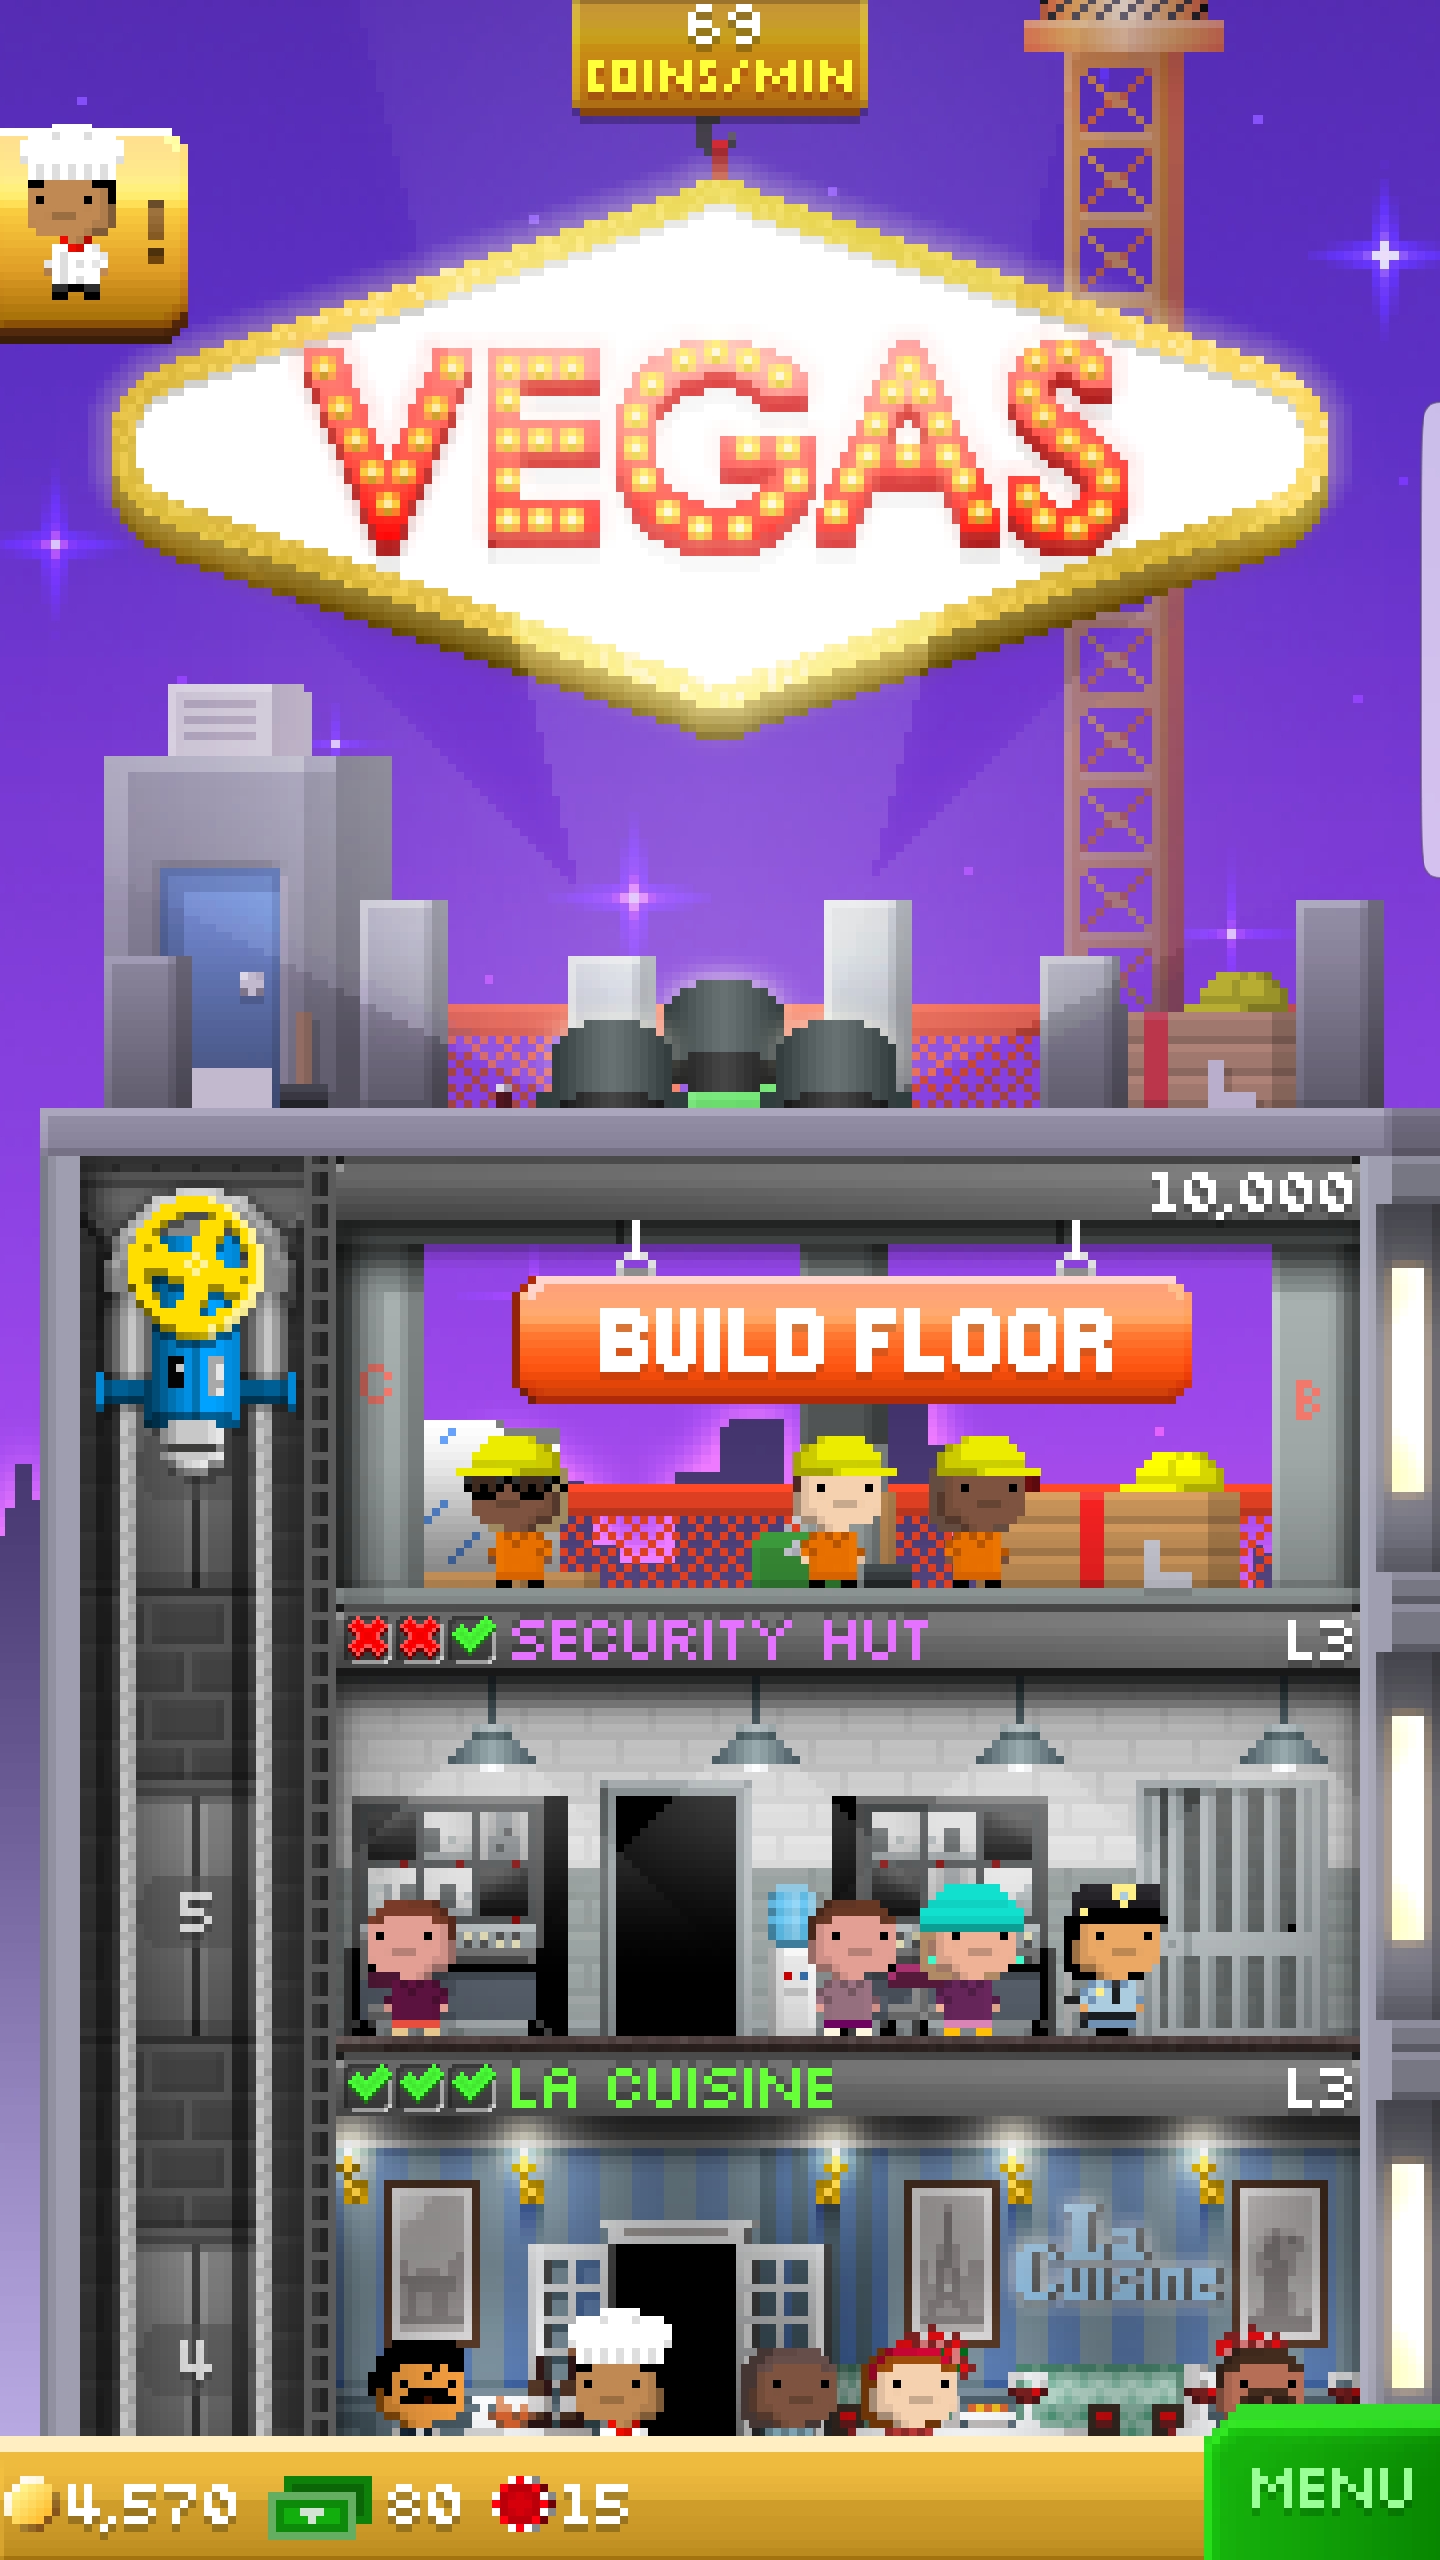 69
COINS/MIN
!
VEGAS
10,000
BUILD FLOOR
C
B
SECURITY HUT
L3
5
LA CUISINE
L3
La
Cuisine
4
4,570
80
15
MENU